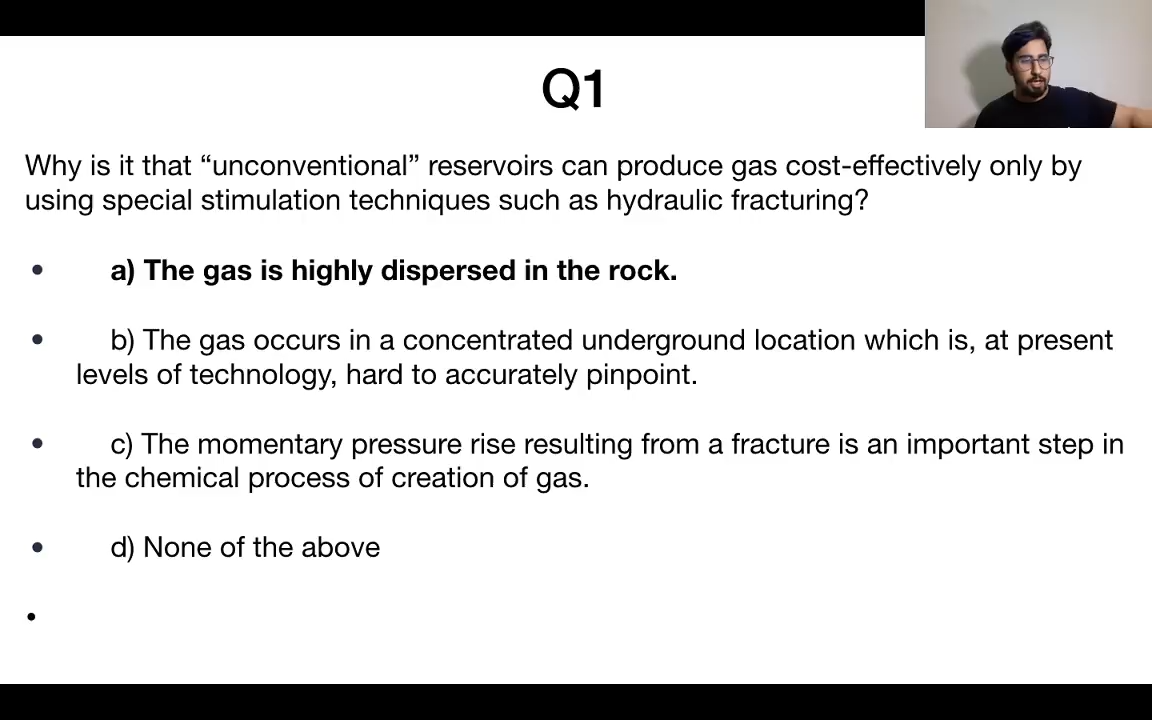 Q1
Why is it that “unconventional” reservoirs can produce gas cost-effectively only by
using special stimulation techniques such as hydraulic fracturing?
• a) The gas is highly dispersed in the rock.
• b) The gas occurs in a concentrated underground location which is, at present
levels of technology, hard to accurately pinpoint.
• c) The momentary pressure rise resulting from a fracture is an important step in
the chemical process of creation of gas.
• d) None of the above
•